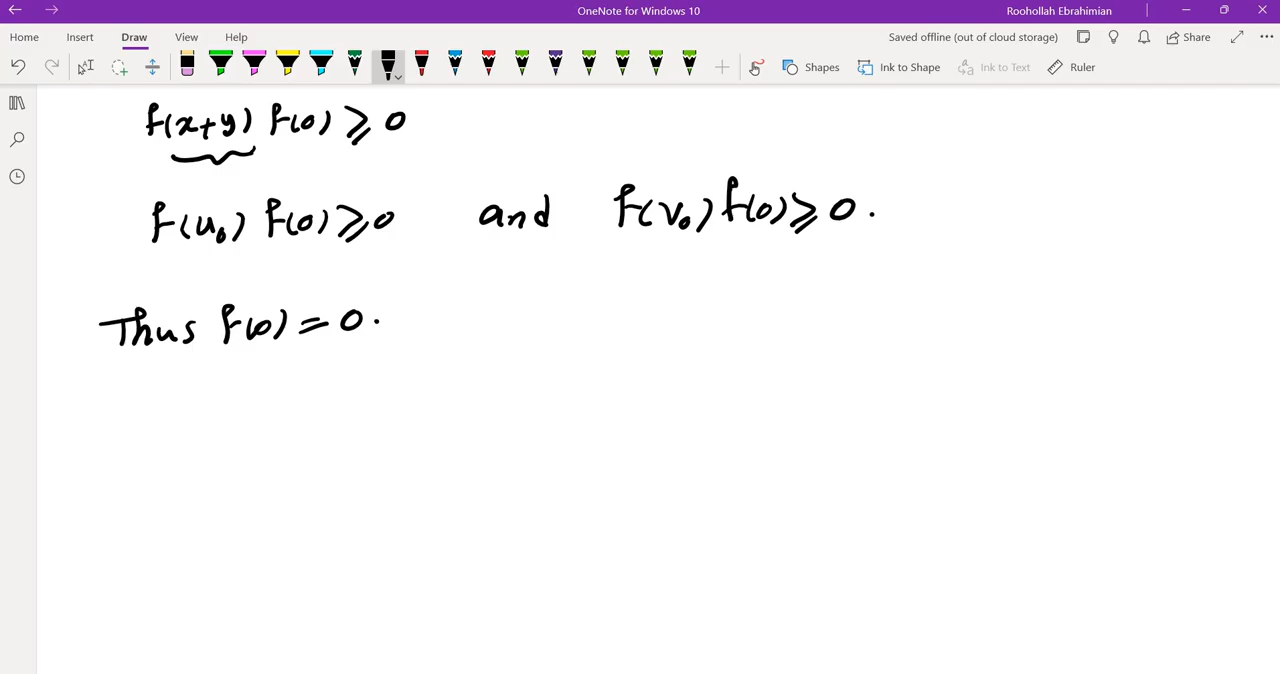 OneNote for Windows 10
Roohollah Ebrahimian
Home Insert Draw View Help
Saved offline (out of cloud storage) Share
Shapes Ink to Shape Ink to Text Ruler
f(x+y) f(0) ⩾ 0
f(u₀) f(0) ⩾ 0 and f(v₀) f(0) ⩾ 0.
Thus f(0) = 0.